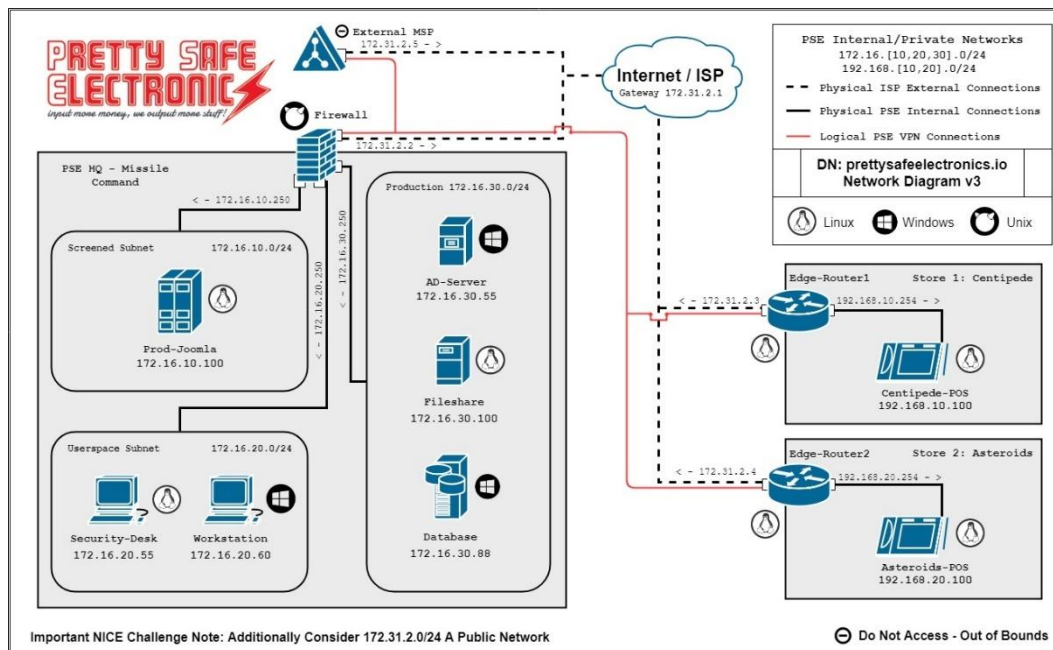 PRETTY SAFE
ELECTRONICS
input more money, we output more stuff!
External MSP
172.31.2.5 - >
Internet / ISP
Gateway 172.31.2.1
PSE Internal/Private Networks
172.16.[10,20,30].0/24
192.168.[10,20].0/24
Physical ISP External Connections
Physical PSE Internal Connections
Logical PSE VPN Connections
DN: prettysafeelectronics.io
Network Diagram v3
Linux
Windows
Unix
Firewall
172.31.2.2 - >
PSE HQ - Missile
Command
< - 172.16.10.250
< - 172.16.20.250
< - 172.16.30.250
Screened Subnet
172.16.10.0/24
Prod-Joomla
172.16.10.100
Userspace Subnet
172.16.20.0/24
Security-Desk
172.16.20.55
Workstation
172.16.20.60
Production 172.16.30.0/24
AD-Server
172.16.30.55
Fileshare
172.16.30.100
Database
172.16.30.88
Edge-Router1
Store 1: Centipede
< - 172.31.2.3
192.168.10.254 - >
Centipede-POS
192.168.10.100
Edge-Router2
Store 2: Asteroids
< - 172.31.2.4
192.168.20.254 - >
Asteroids-POS
192.168.20.100
Important NICE Challenge Note: Additionally Consider 172.31.2.0/24 A Public Network
Do Not Access - Out of Bounds